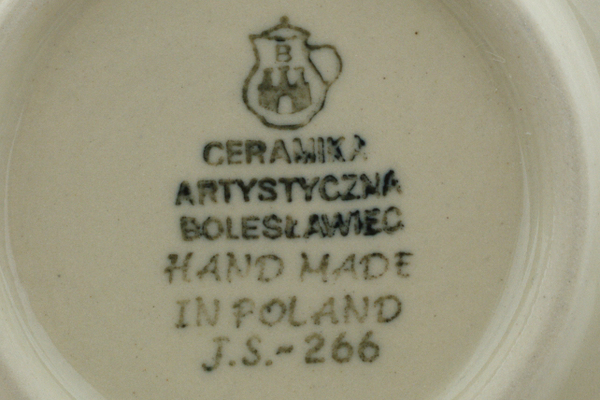 B
CERAMIKA
ARTYSTYCZNA
BOLESŁAWIEC
HAND MADE
IN POLAND
J.S.-266